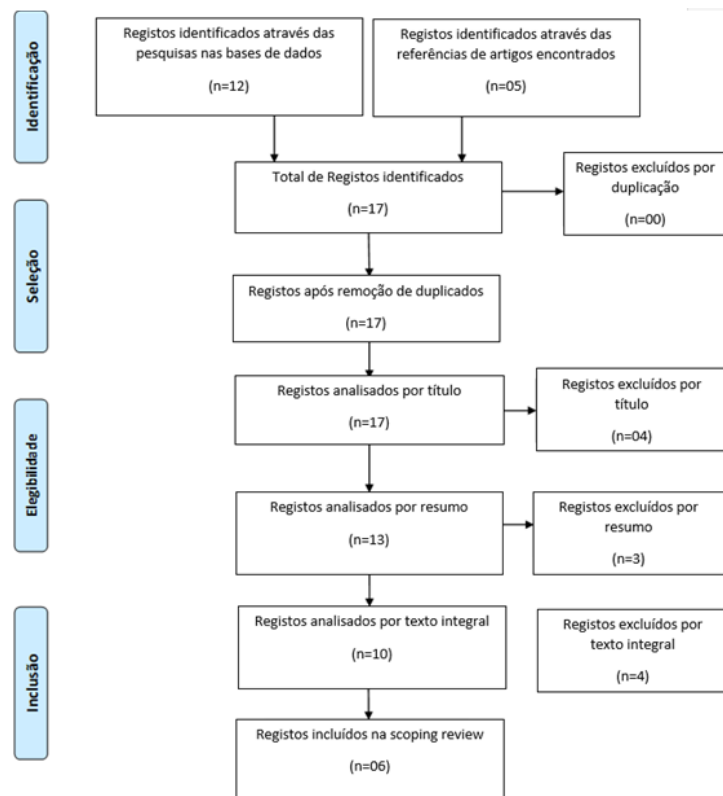 Identificação
Registos identificados através das
pesquisas nas bases de dados
(n=12)
Registos identificados através das
referências de artigos encontrados
(n=05)
Total de Registos identificados
(n=17)
Registos excluídos por
duplicação
(n=00)
Seleção
Registos após remoção de duplicados
(n=17)
Registos analisados por título
(n=17)
Registos excluídos por
título
(n=04)
Elegibilidade
Registos analisados por resumo
(n=13)
Registos excluídos por
resumo
(n=3)
Inclusão
Registos analisados por texto integral
(n=10)
Registos excluídos por
texto integral
(n=4)
Registos incluídos na scoping review
(n=06)